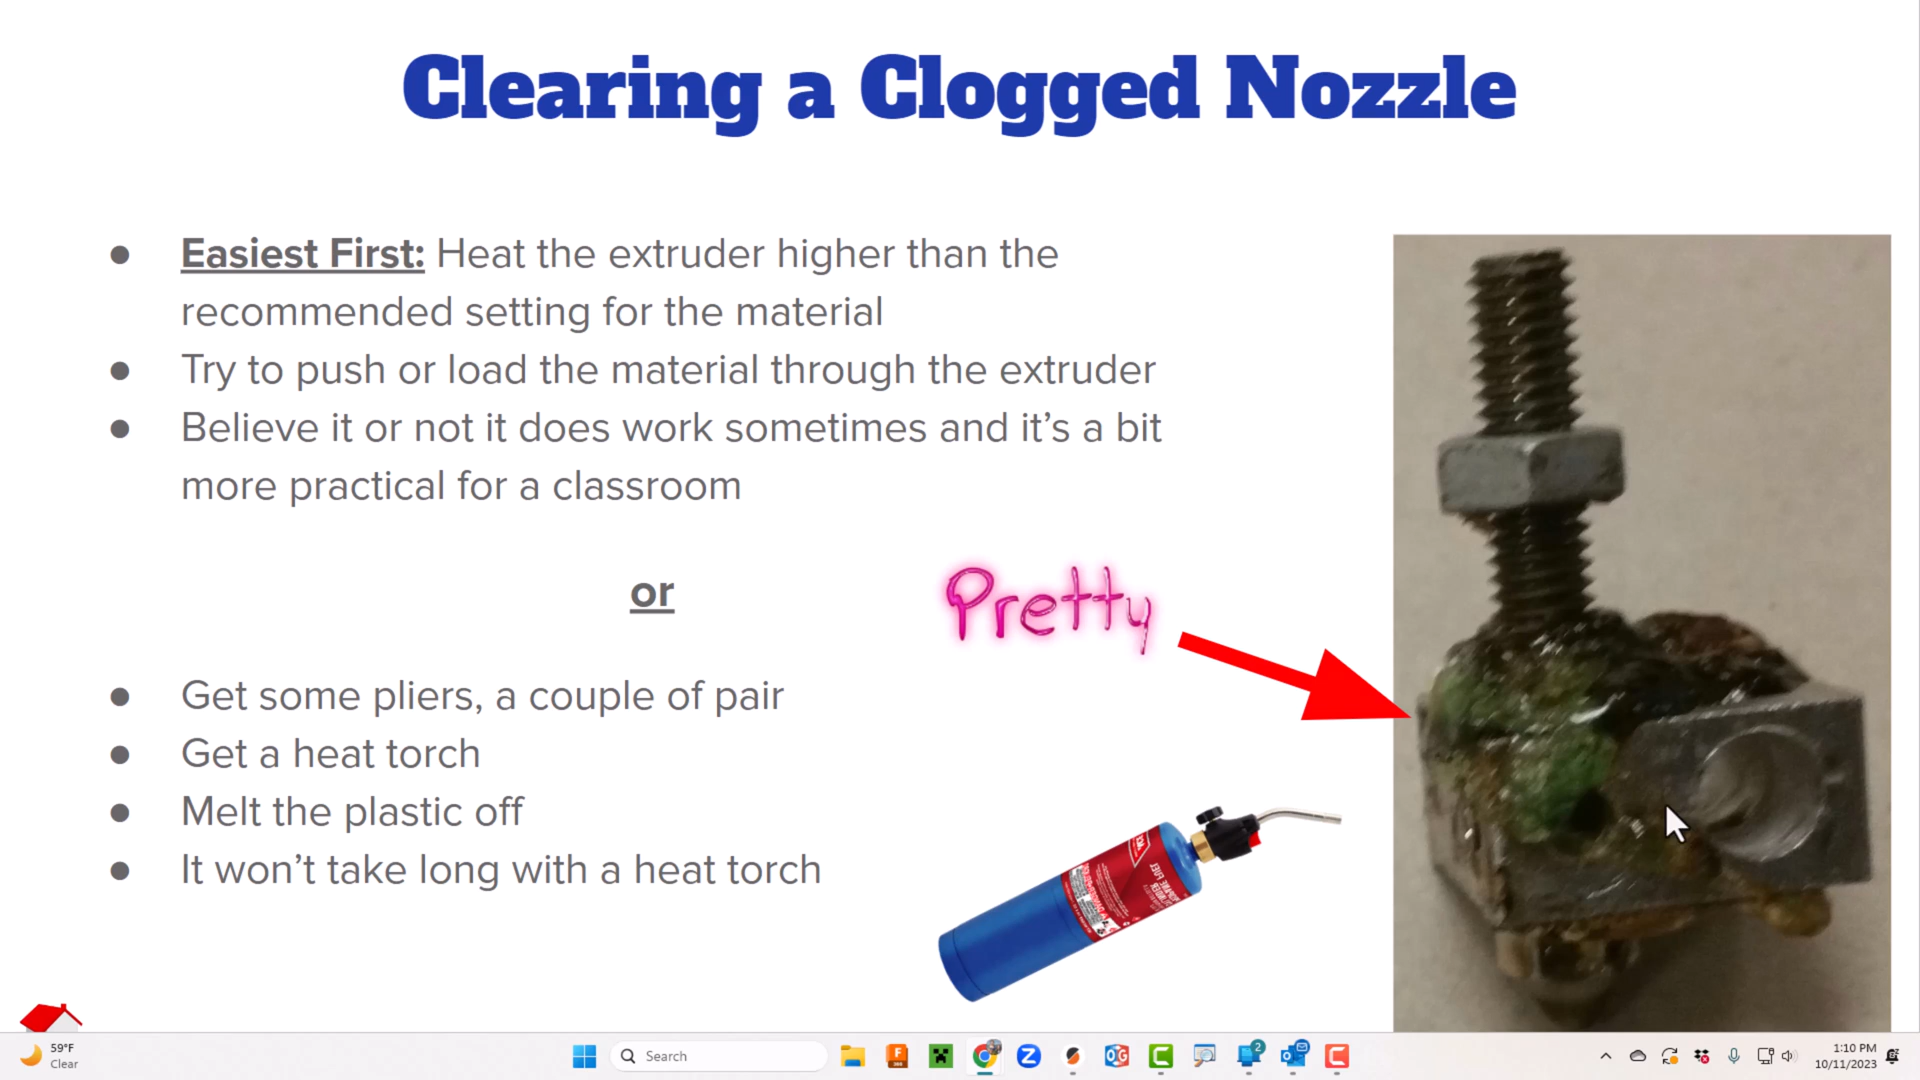 Clearing a Clogged Nozzle
Easiest First: Heat the extruder higher than the
recommended setting for the material
Try to push or load the material through the extruder
Believe it or not it does work sometimes and it’s a bit
more practical for a classroom
or
Pretty
Get some pliers, a couple of pair
Get a heat torch
Melt the plastic off
It won’t take long with a heat torch
59°F
Clear
Search
2
1:10 PM
10/11/2023